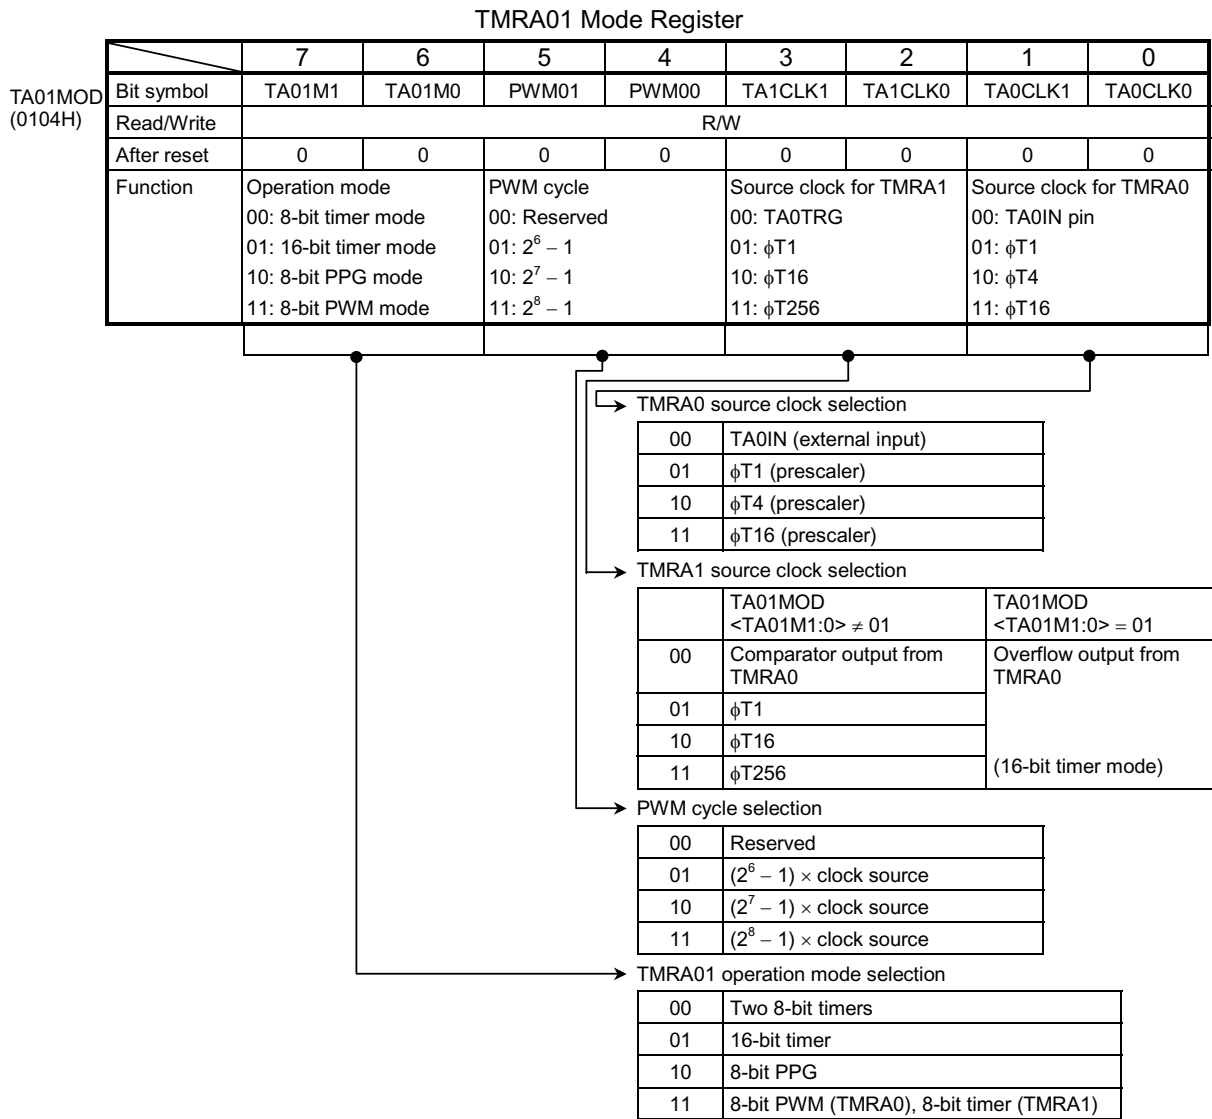 TMRA01 Mode Register
7 6 5 4 3 2 1 0
TA01MOD
(0104H)
Bit symbol TA01M1 TA01M0 PWM01 PWM00 TA1CLK1 TA1CLK0 TA0CLK1 TA0CLK0
Read/Write R/W
After reset 0 0 0 0 0 0 0 0
Function Operation mode PWM cycle Source clock for TMRA1 Source clock for TMRA0
00: 8-bit timer mode 00: Reserved 00: TA0TRG 00: TA0IN pin
01: 16-bit timer mode 01: 2⁶ − 1 01: ϕT1 01: ϕT1
10: 8-bit PPG mode 10: 2⁷ − 1 10: ϕT16 10: ϕT4
11: 8-bit PWM mode 11: 2⁸ − 1 11: ϕT256 11: ϕT16
TMRA0 source clock selection
00 TA0IN (external input)
01 ϕT1 (prescaler)
10 ϕT4 (prescaler)
11 ϕT16 (prescaler)
TMRA1 source clock selection
TA01MOD TA01MOD
<TA01M1:0> ≠ 01 <TA01M1:0> = 01
00 Comparator output from Overflow output from
TMRA0 TMRA0
01 ϕT1
10 ϕT16
11 ϕT256 (16-bit timer mode)
PWM cycle selection
00 Reserved
01 (2⁶ − 1) × clock source
10 (2⁷ − 1) × clock source
11 (2⁸ − 1) × clock source
TMRA01 operation mode selection
00 Two 8-bit timers
01 16-bit timer
10 8-bit PPG
11 8-bit PWM (TMRA0), 8-bit timer (TMRA1)